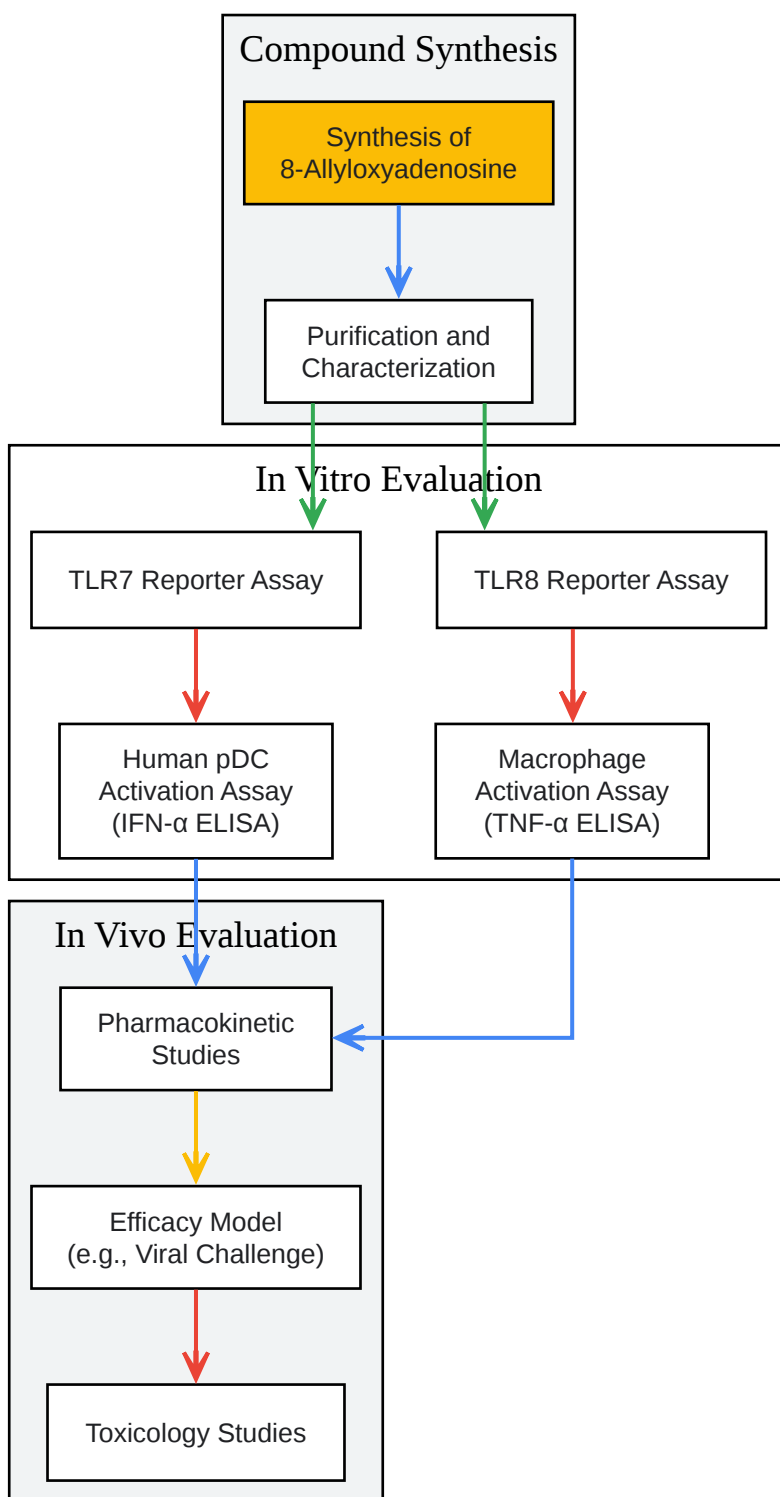 Compound Synthesis
Synthesis of
8-Allyloxyadenosine
Purification and
Characterization
In Vitro Evaluation
TLR7 Reporter Assay
TLR8 Reporter Assay
Human pDC
Activation Assay
(IFN-α ELISA)
Macrophage
Activation Assay
(TNF-α ELISA)
In Vivo Evaluation
Pharmacokinetic
Studies
Efficacy Model
(e.g., Viral Challenge)
Toxicology Studies